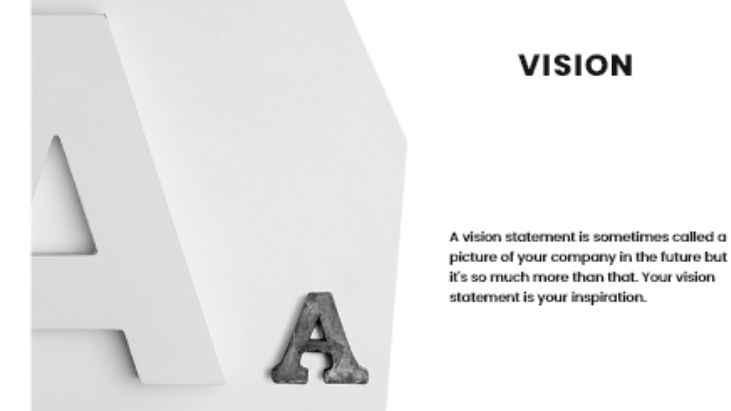 A
A
VISION
A vision statement is sometimes called a
picture of your company in the future but
it's so much more than that. Your vision
statement is your inspiration.